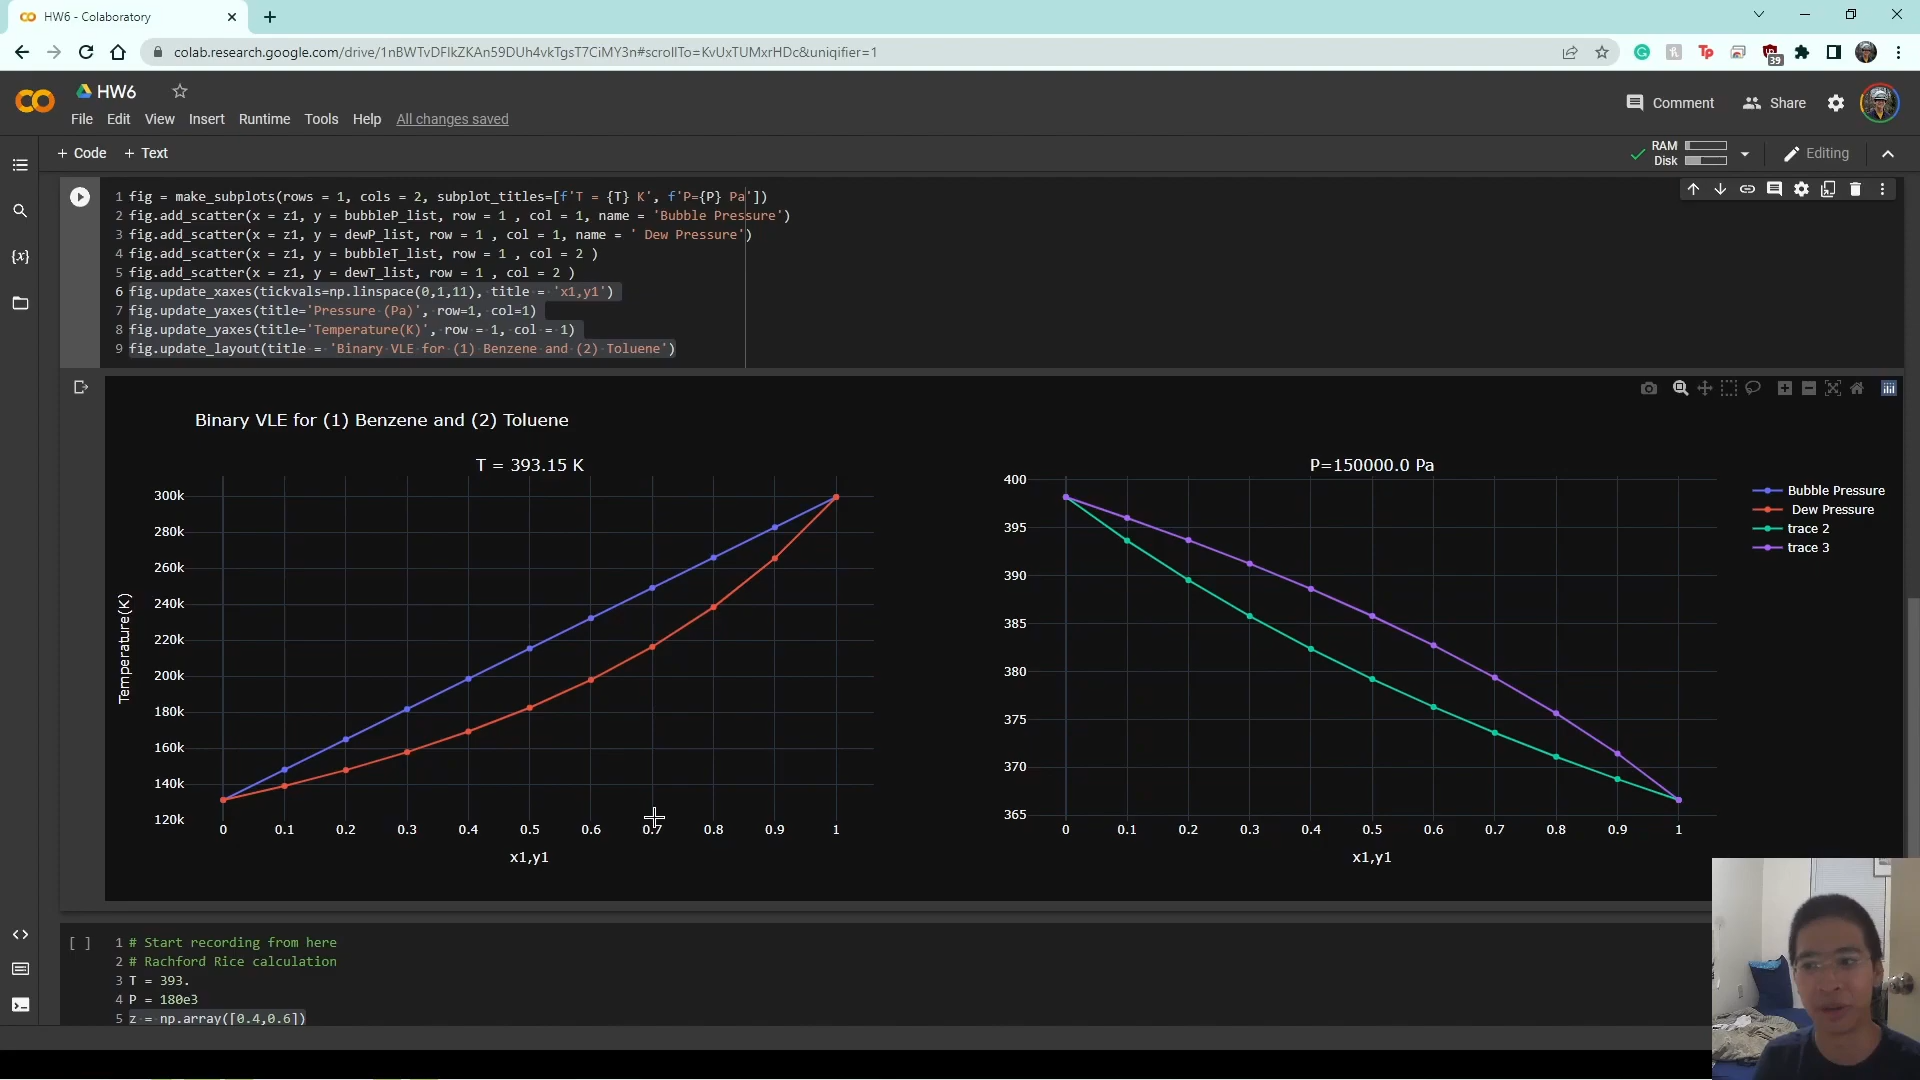 HW6 - Colaboratory
colab.research.google.com/drive/1nBWTvDFlkZKAn59DUh4vkTgsT7CiMY3n#scrollTo=KvUxTUMxrHDc&uniqifier=1
39
HW6
Comment
Share
File Edit View Insert Runtime Tools Help All changes saved
+ Code + Text
RAM
Disk
Editing
1 fig = make_subplots(rows = 1, cols = 2, subplot_titles=[f'T = {T} K', f'P={P} Pa'])
2 fig.add_scatter(x = z1, y = bubbleP_list, row = 1 , col = 1, name = 'Bubble Pressure')
3 fig.add_scatter(x = z1, y = dewP_list, row = 1 , col = 1, name = ' Dew Pressure')
4 fig.add_scatter(x = z1, y = bubbleT_list, row = 1 , col = 2 )
5 fig.add_scatter(x = z1, y = dewT_list, row = 1 , col = 2 )
6 fig.update_xaxes(tickvals=np.linspace(0,1,11), title = 'x1,y1')
7 fig.update_yaxes(title='Pressure (Pa)', row=1, col=1)
8 fig.update_yaxes(title='Temperature(K)', row = 1, col = 1)
9 fig.update_layout(title = 'Binary VLE for (1) Benzene and (2) Toluene')
Binary VLE for (1) Benzene and (2) Toluene
T = 393.15 K
Temperature(K)
300k
280k
260k
240k
220k
200k
180k
160k
140k
120k
0 0.1 0.2 0.3 0.4 0.5 0.6 0.7 0.8 0.9 1
x1,y1
P=150000.0 Pa
400
395
390
385
380
375
370
365
0 0.1 0.2 0.3 0.4 0.5 0.6 0.7 0.8 0.9 1
x1,y1
Bubble Pressure
Dew Pressure
trace 2
trace 3
[ ] 1 # Start recording from here
2 # Rachford Rice calculation
3 T = 393.
4 P = 180e3
5 z = np.array([0.4,0.6])